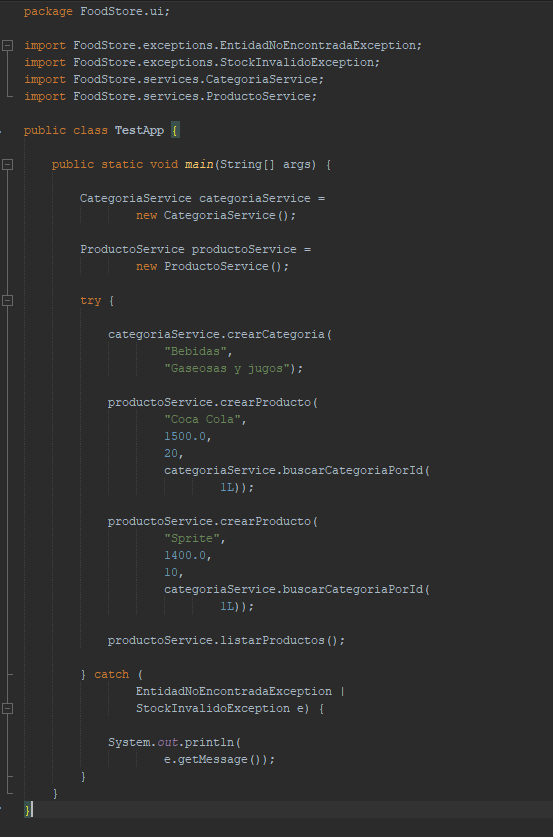 package FoodStore.ui;
import FoodStore.exceptions.EntidadNoEncontradaException;
import FoodStore.exceptions.StockInvalidoException;
import FoodStore.services.CategoriaService;
import FoodStore.services.ProductoService;
public class TestApp {
public static void main(String[] args) {
CategoriaService categoriaService =
new CategoriaService();
ProductoService productoService =
new ProductoService();
try {
categoriaService.crearCategoria(
"Bebidas",
"Gaseosas y jugos");
productoService.crearProducto(
"Coca Cola",
1500.0,
20,
categoriaService.buscarCategoriaPorId(
1L));
productoService.crearProducto(
"Sprite",
1400.0,
10,
categoriaService.buscarCategoriaPorId(
1L));
productoService.listarProductos();
} catch (
EntidadNoEncontradaException |
StockInvalidoException e) {
System.out.println(
e.getMessage());
}
}
}